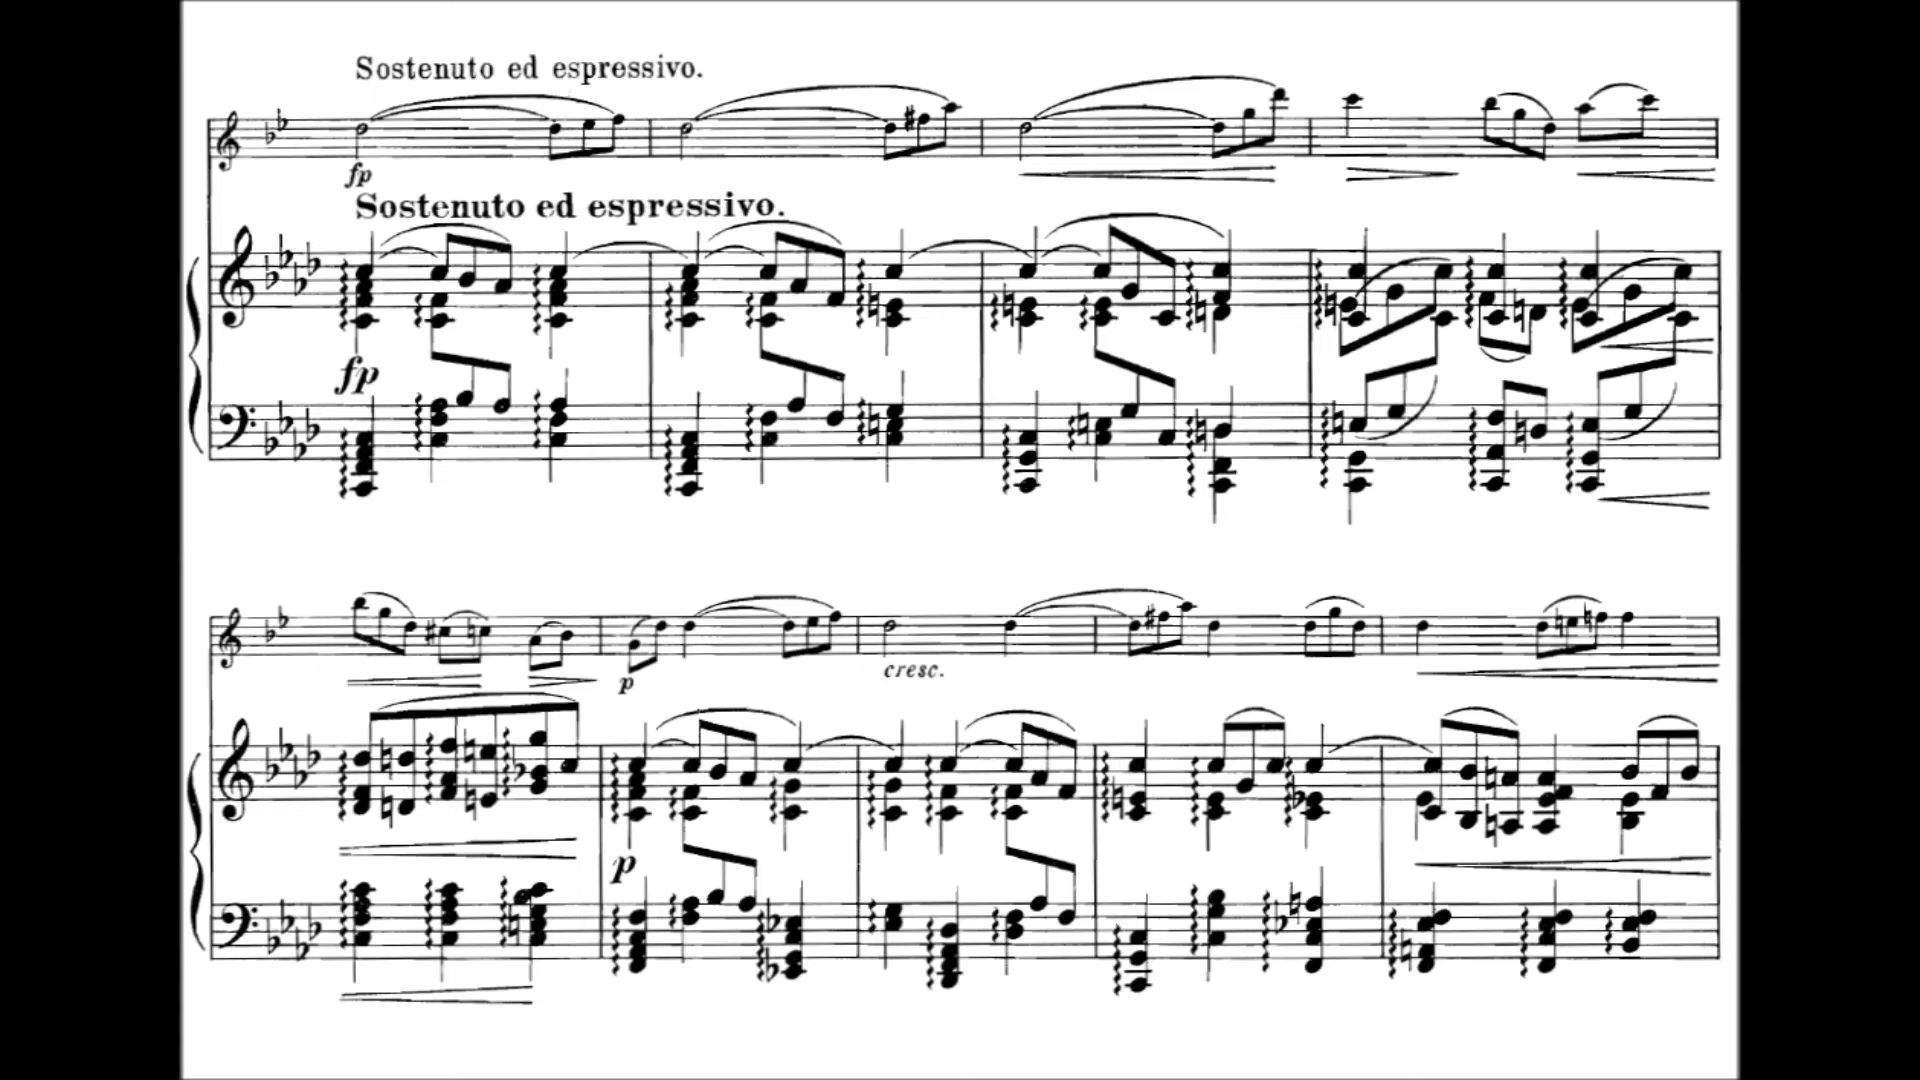 Sostenuto ed espressivo.
fp
Sostenuto ed espressivo.
fp
cresc.
p
p